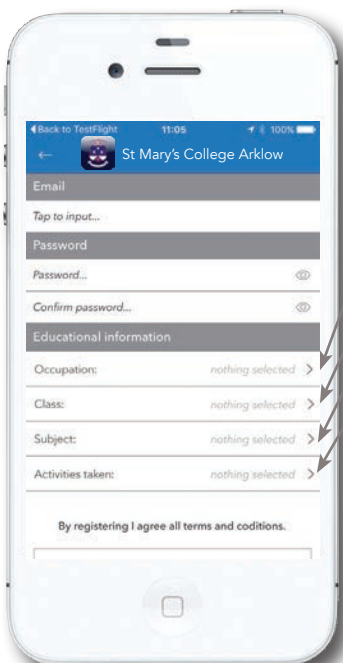 Back to TestFlight 11:05 100%
St Mary's College Arklow
Email
Tap to input...
Password
Password...
Confirm password...
Educational information
Occupation: nothing selected
Class: nothing selected
Subject: nothing selected
Activities taken: nothing selected
By registering I agree all terms and coditions.